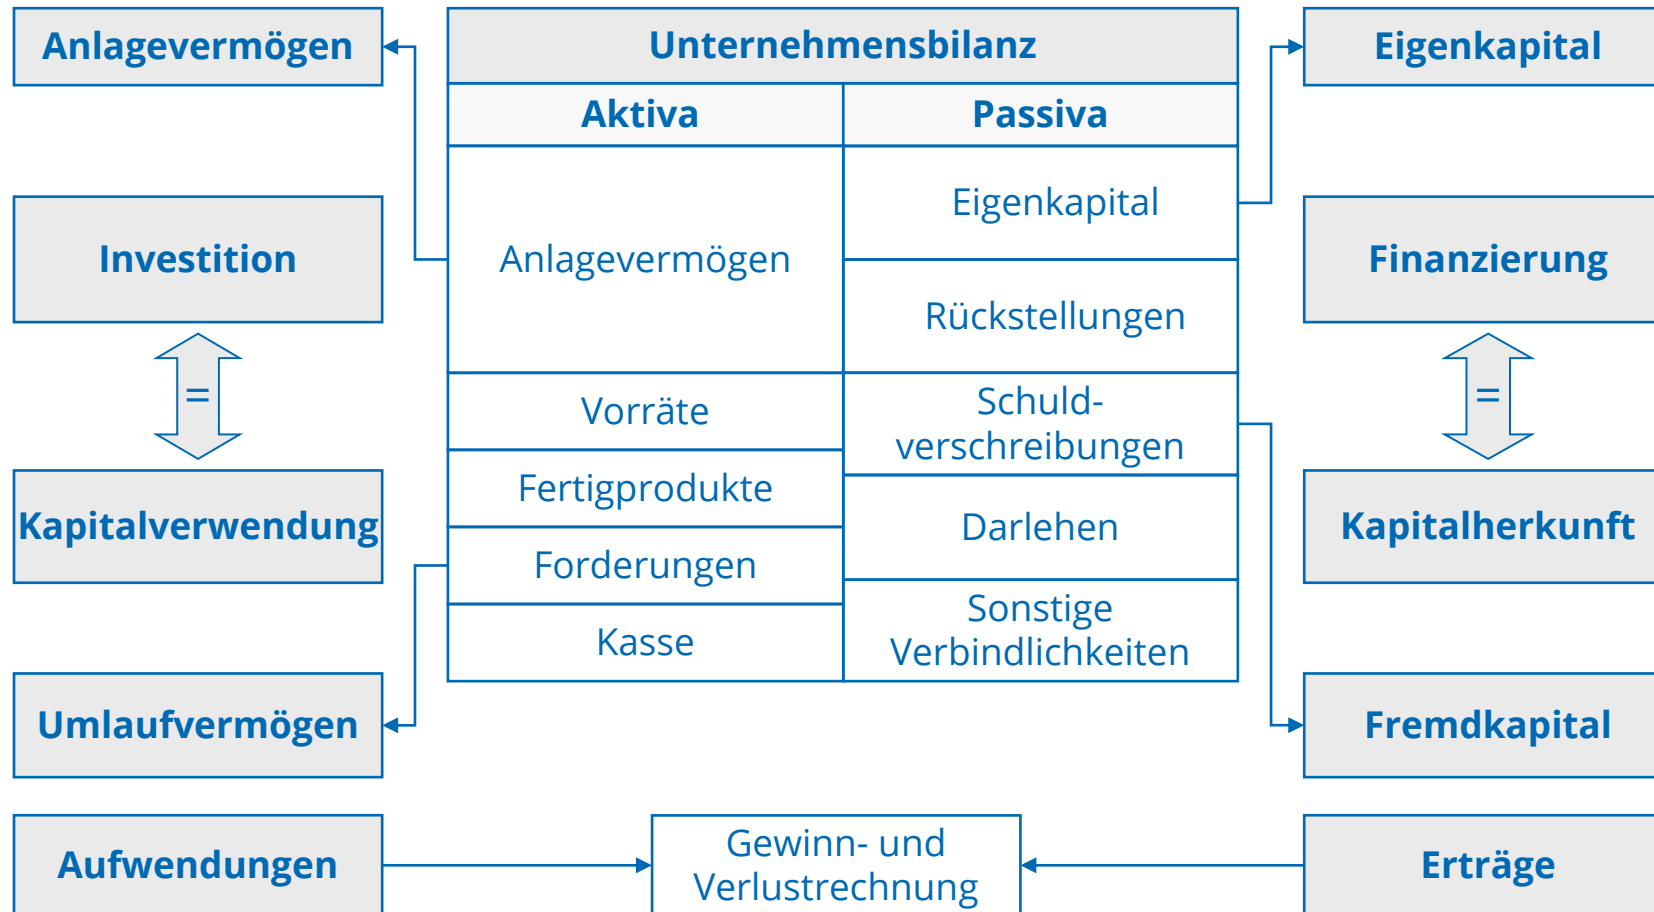 Anlagevermögen
Unternehmensbilanz
Eigenkapital
Aktiva
Passiva
Investition
Anlagevermögen
Eigenkapital
Rückstellungen
Finanzierung
=
=
Vorräte
Fertigprodukte
Forderungen
Kasse
Schuld-
verschreibungen
Darlehen
Sonstige
Verbindlichkeiten
Kapitalverwendung
Kapitalherkunft
Umlaufvermögen
Fremdkapital
Aufwendungen
Gewinn- und
Verlustrechnung
Erträge